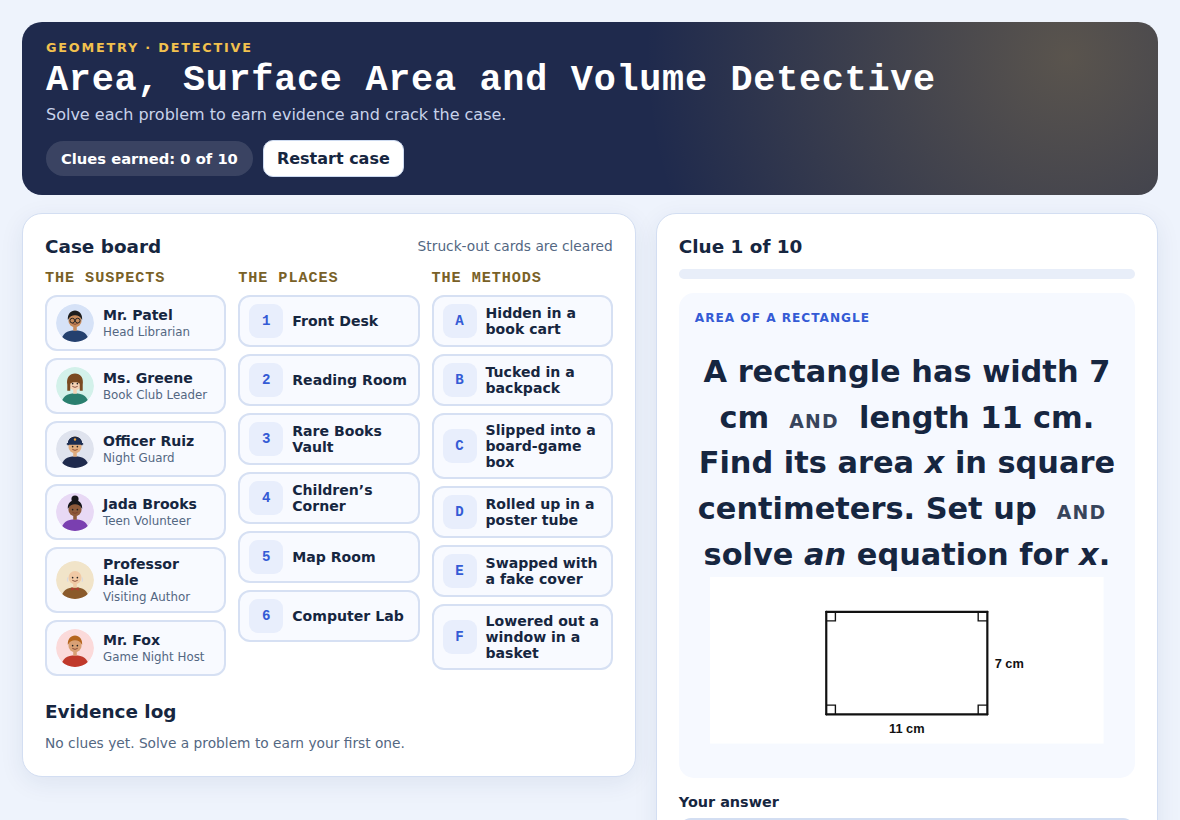 GEOMETRY · DETECTIVE
Area, Surface Area and Volume Detective
Solve each problem to earn evidence and crack the case.
Clues earned: 0 of 10
Restart case
Case board
Struck-out cards are cleared
THE SUSPECTS
Mr. Patel
Head Librarian
Ms. Greene
Book Club Leader
Officer Ruiz
Night Guard
Jada Brooks
Teen Volunteer
Professor
Hale
Visiting Author
Mr. Fox
Game Night Host
THE PLACES
1 Front Desk
2 Reading Room
3 Rare Books
Vault
4 Children’s
Corner
5 Map Room
6 Computer Lab
THE METHODS
A Hidden in a
book cart
B Tucked in a
backpack
C Slipped into a
board-game
box
D Rolled up in a
poster tube
E Swapped with
a fake cover
F Lowered out a
window in a
basket
Evidence log
No clues yet. Solve a problem to earn your first one.
Clue 1 of 10
AREA OF A RECTANGLE
A rectangle has width 7
cm AND length 11 cm.
Find its area x in square
centimeters. Set up AND
solve an equation for x.
7 cm
11 cm
Your answer